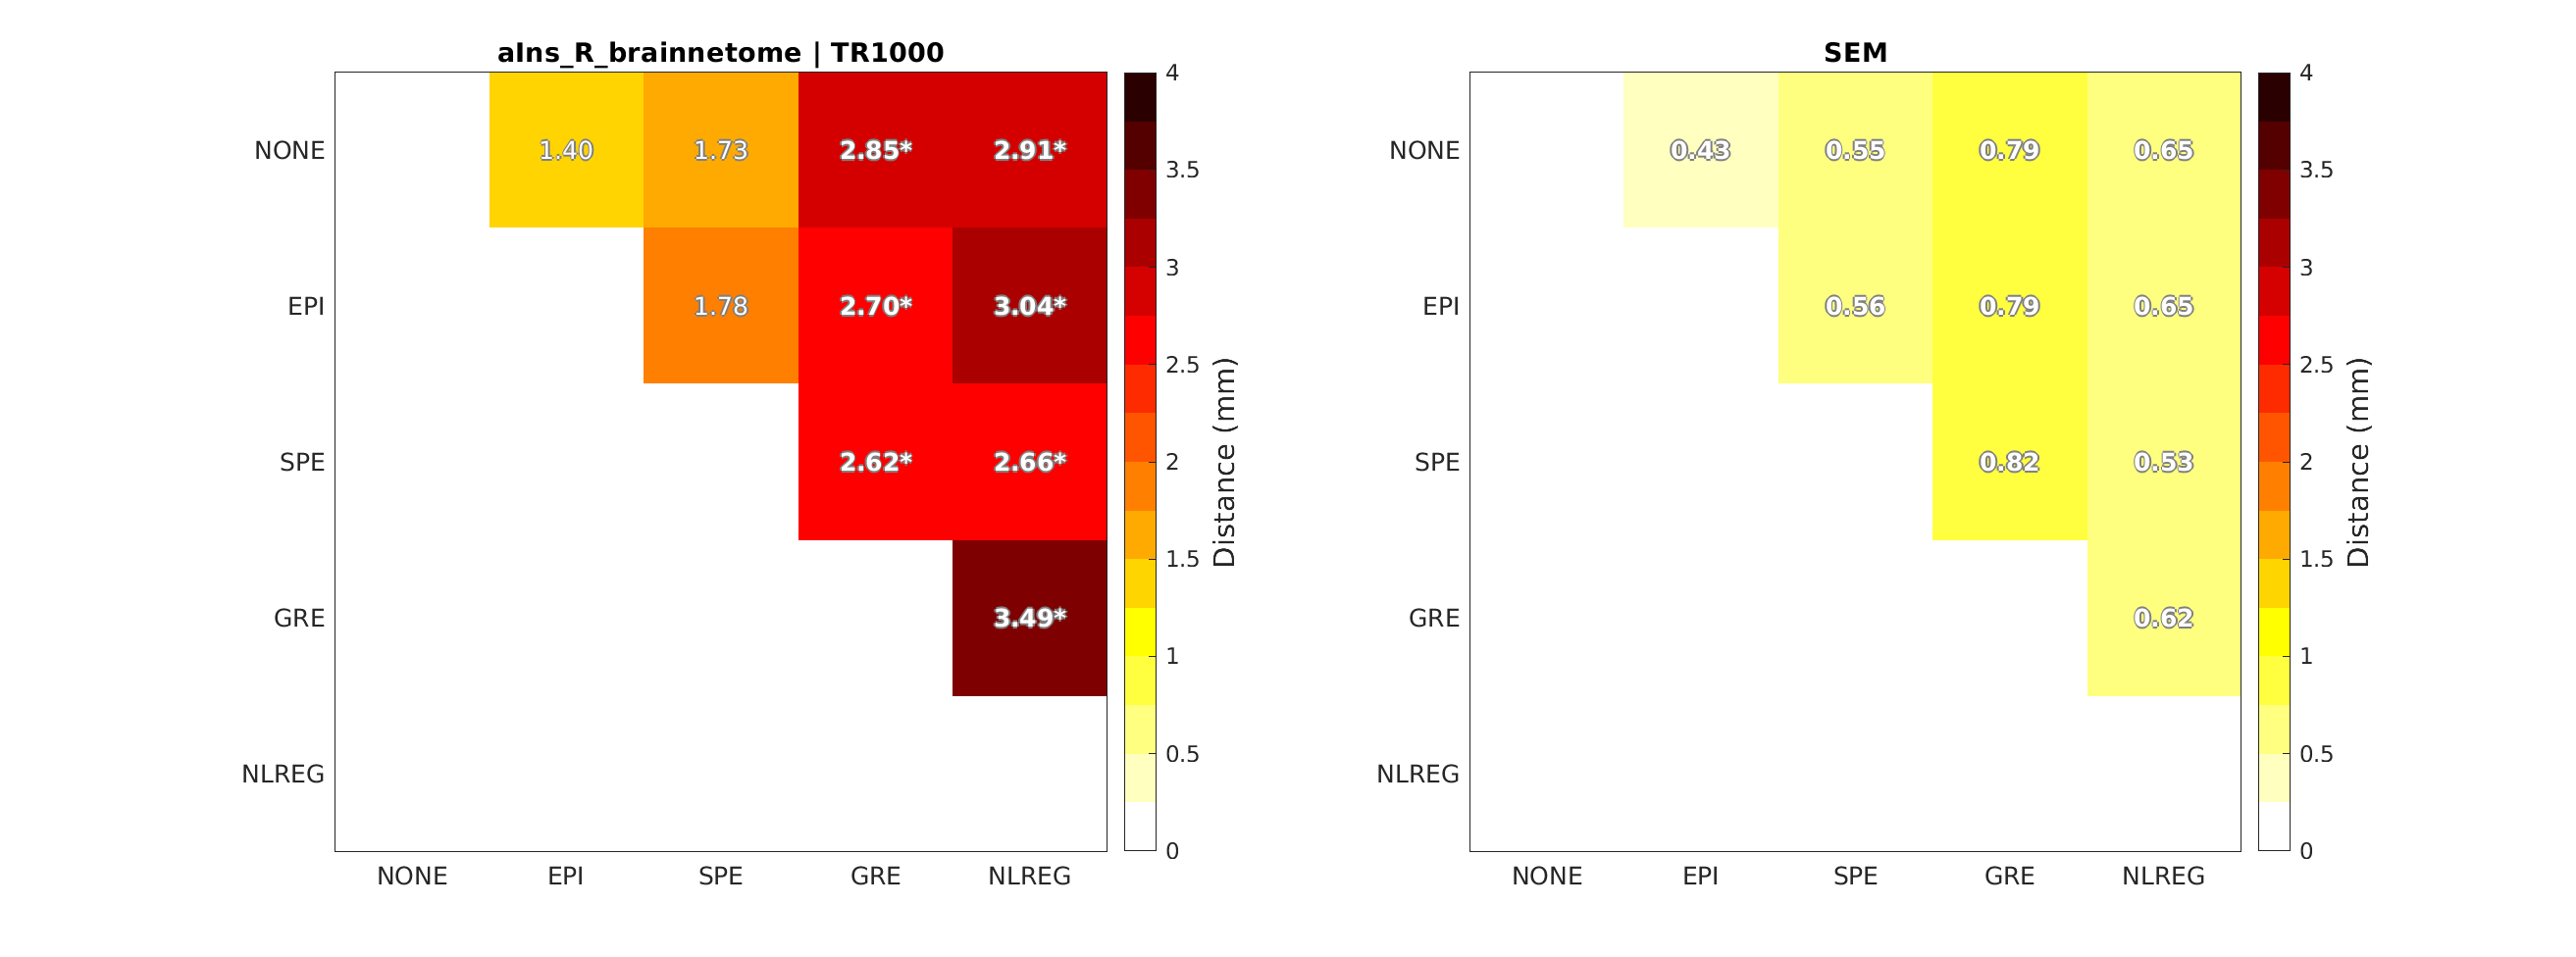 aIns_R_brainnetome | TR1000
NONE 1.40 1.73 2.85* 2.91*
EPI 1.78 2.70* 3.04*
SPE 2.62* 2.66*
GRE 3.49*
NLREG
NONE EPI SPE GRE NLREG
4
3.5
3
2.5
2
1.5
1
0.5
0
Distance (mm)
SEM
NONE 0.43 0.55 0.79 0.65
EPI 0.56 0.79 0.65
SPE 0.82 0.53
GRE 0.62
NLREG
NONE EPI SPE GRE NLREG
4
3.5
3
2.5
2
1.5
1
0.5
0
Distance (mm)